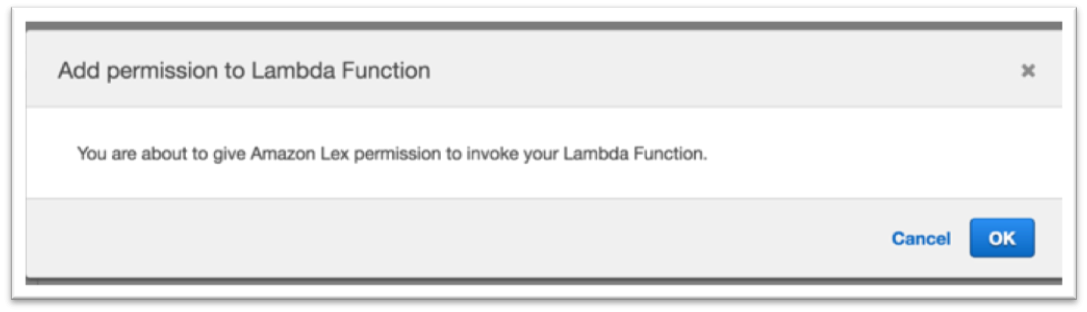 Add permission to Lambda Function
You are about to give Amazon Lex permission to invoke your Lambda Function.
Cancel OK